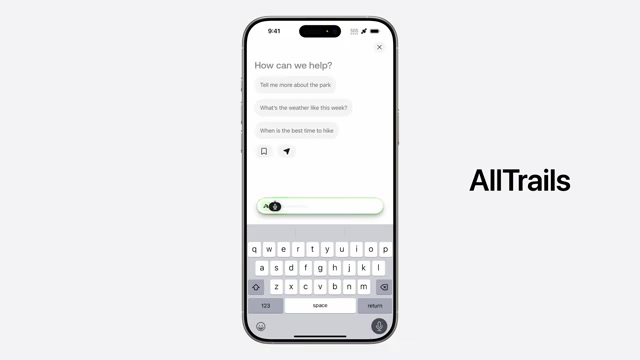 9:41
How can we help?
Tell me more about the park
What's the weather like this week?
When is the best time to hike
AllTrails
q w e r t y u i o p
a s d f g h j k l
z x c v b n m
123 space return